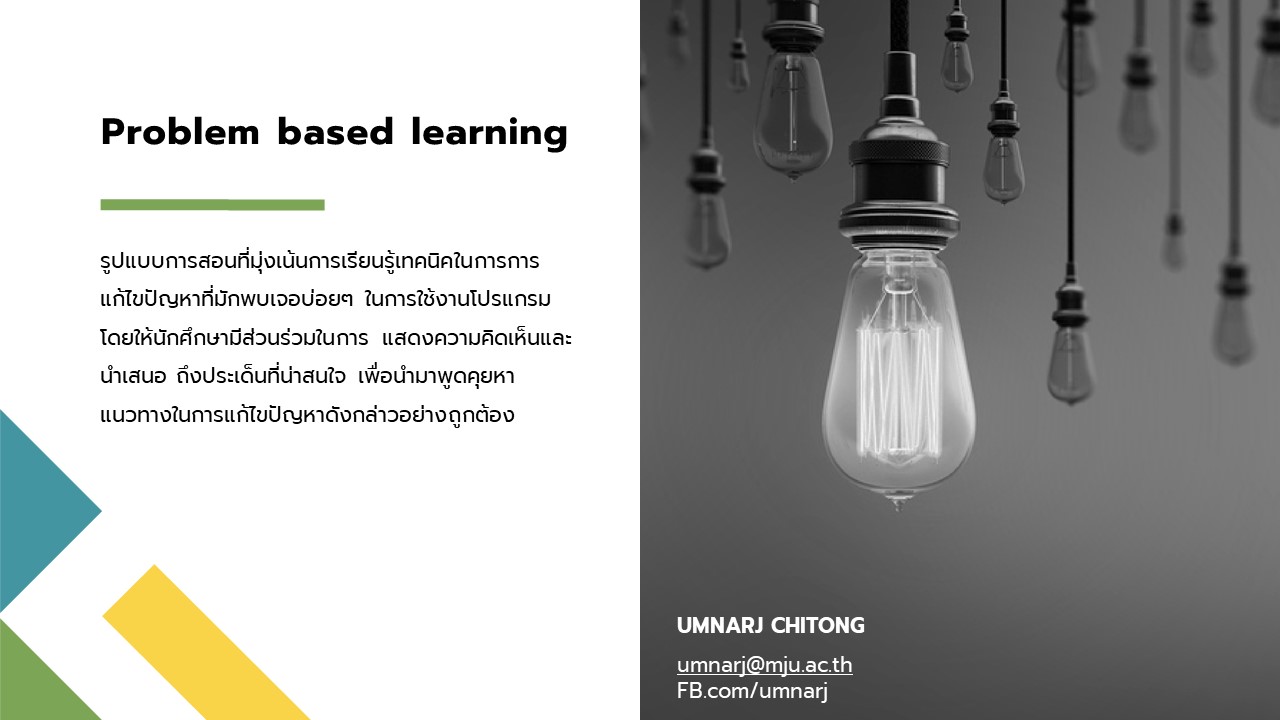 Problem based learning
รูปแบบการสอนที่มุ่งเน้นการเรียนรู้เทคนิคในการการ
แก้ไขปัญหาที่มักพบเจอบ่อยๆ ในการใช้งานโปรแกรม
โดยให้นักศึกษามีส่วนร่วมในการ แสดงความคิดเห็นและ
นำเสนอ ถึงประเด็นที่น่าสนใจ เพื่อนำมาพูดคุยหา
แนวทางในการแก้ไขปัญหาดังกล่าวอย่างถูกต้อง
UMNARJ CHITONG
umnarj@mju.ac.th
FB.com/umnarj